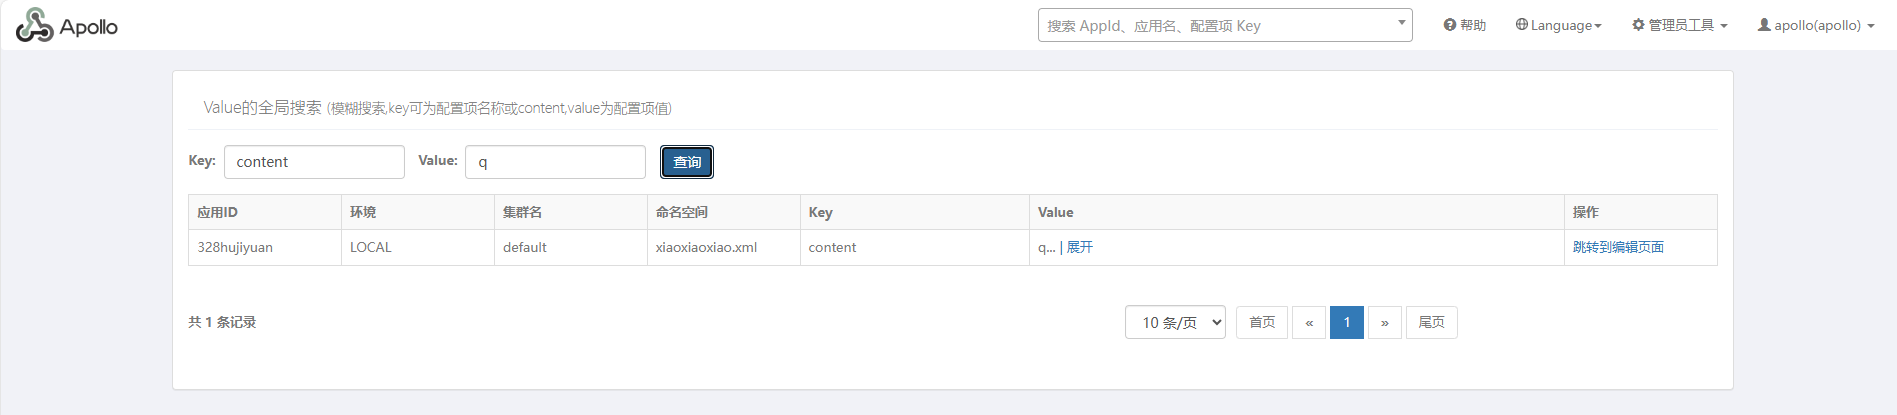 Apollo 搜索 AppId、应用名、配置项 Key 帮助 Language 管理员工具 apollo(apollo)
Value的全局搜索 (模糊搜索,key可为配置项名称或content,value为配置项值)
Key: content Value: q 查询
应用ID 环境 集群名 命名空间 Key Value 操作
328hujiyuan LOCAL default xiaoxiaoxiao.xml content q... | 展开 跳转到编辑页面
共 1 条记录 10 条/页 首页 « 1 » 尾页